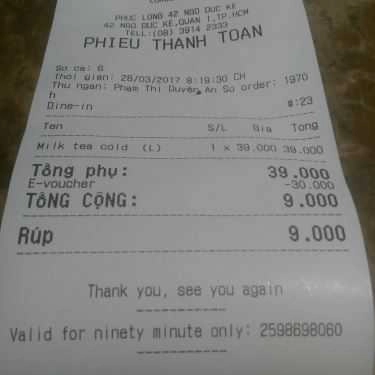 PHUC LONG 42 NGO DUC KE
42 NGO DUC KE,QUAN 1,TP.HCM
TELL:(08) 3914 2333
PHIEU THANH TOAN
So ca: 6
Thoi gian: 26/03/2017 8:19:30 CH
Thu ngan: Pham Thi Duyên An So order: 1970
h
Dine-in #:23
Ten S/L Gia Tong
Milk tea cold (L) 1 x 39.000 39.000
Tổng phụ: 39.000
E-voucher -30.000
TỔNG CỘNG: 9.000
Rúp 9.000
Thank you, see you again
Valid for ninety minute only: 2598698060